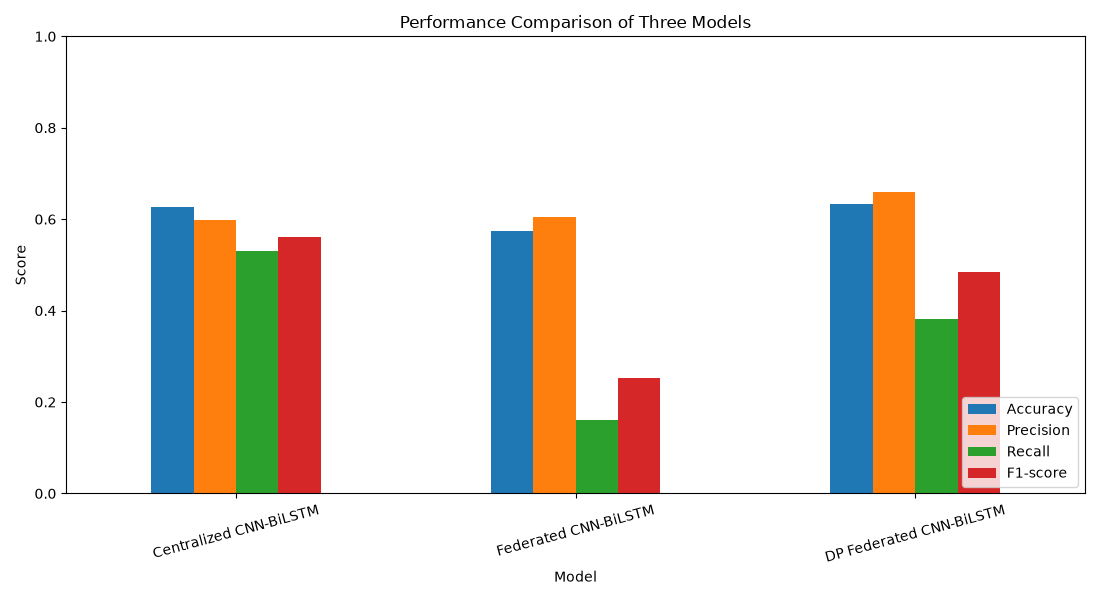 Performance Comparison of Three Models
1.0
0.8
0.6
0.4
0.2
0.0
Score
Centralized CNN-BiLSTM
Federated CNN-BiLSTM
DP Federated CNN-BiLSTM
Model
Accuracy
Precision
Recall
F1-score